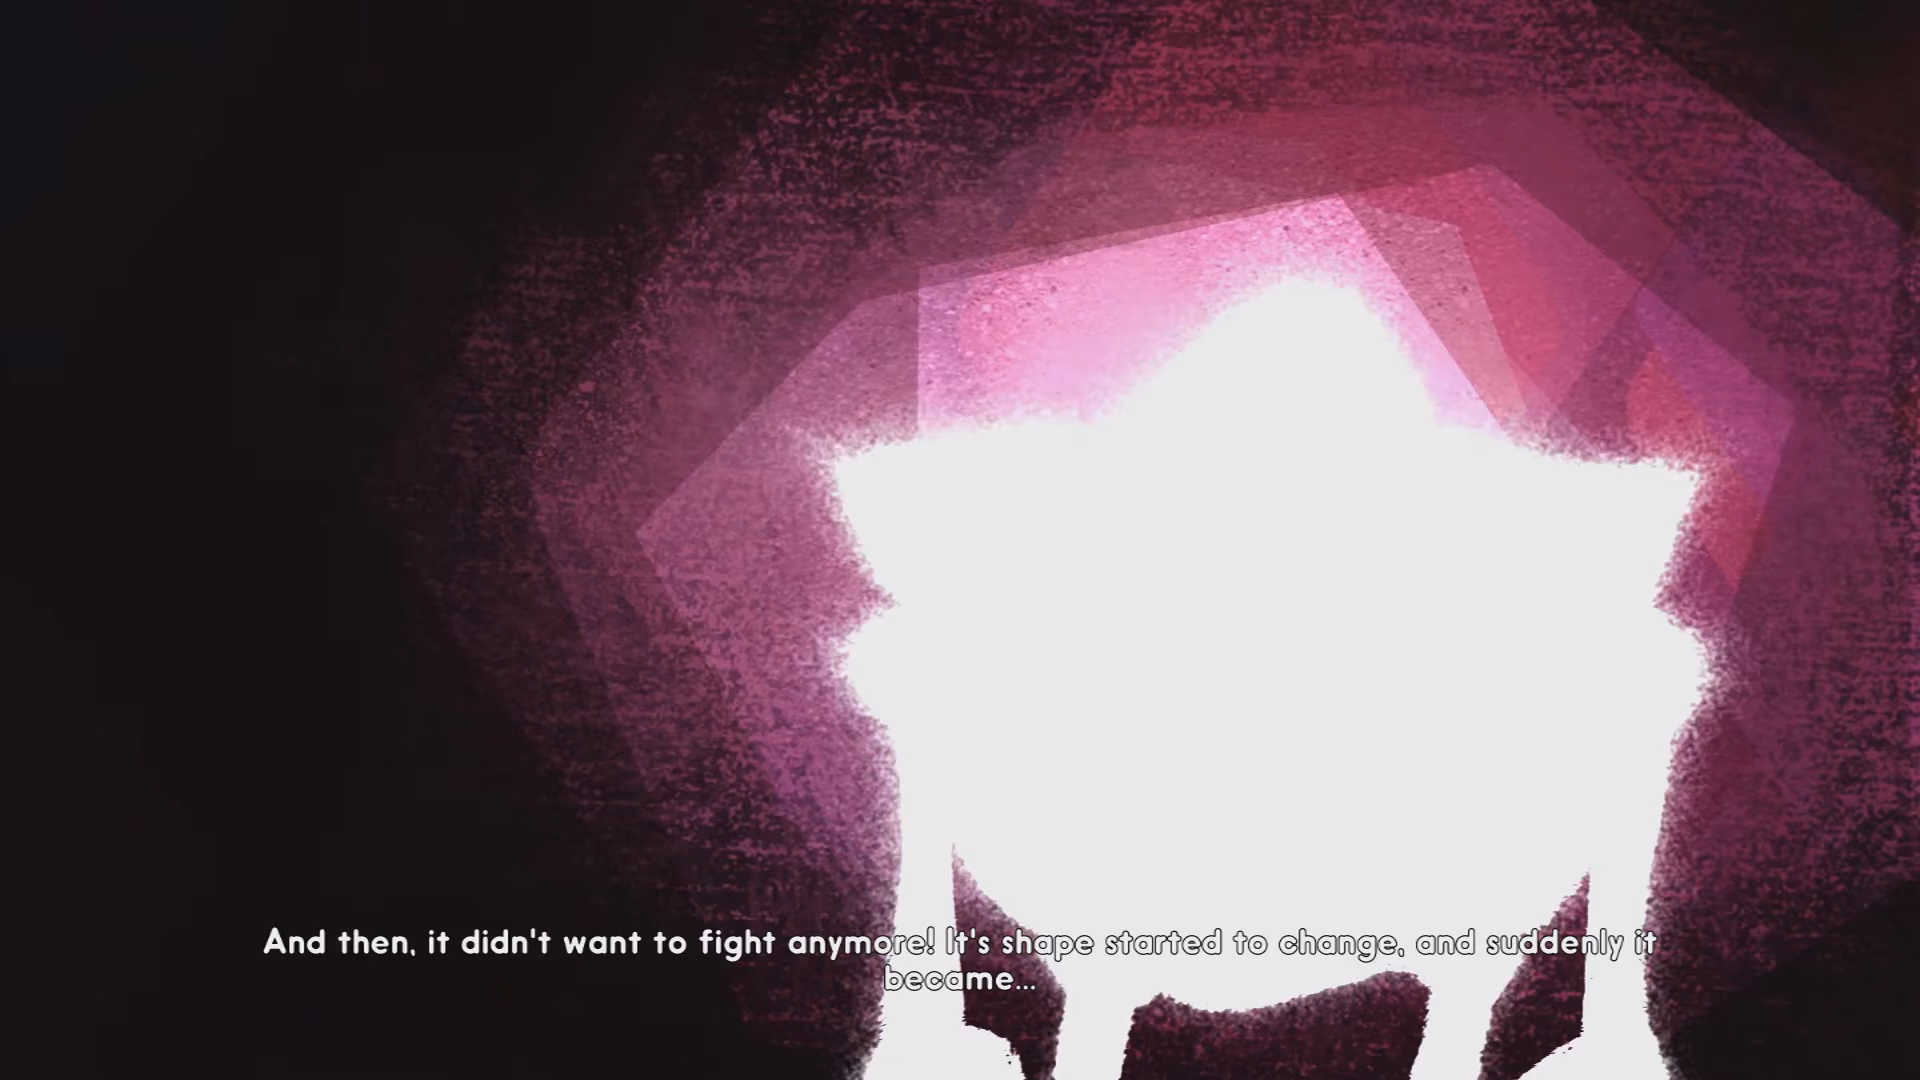 And then, it didn't want to fight anymore! It's shape started to change, and suddenly it
became...